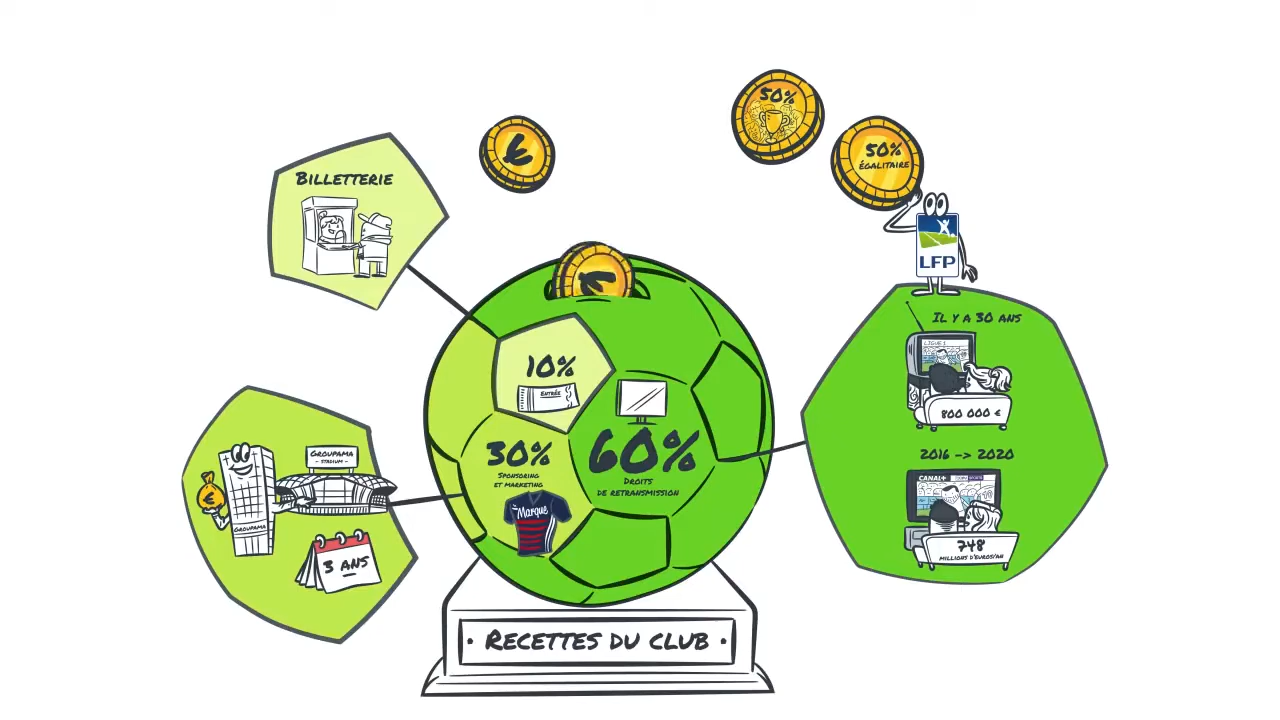 50%
50%
ÉGALITAIRE
€
BILLETTERIE
LFP
IL Y A 30 ANS
LIGUE 1
800 000 €
10%
ENTRÉE
30%
SPONSORING
ET MARKETING
Marque
60%
DROITS
DE RETRANSMISSION
2016 -> 2020
CANAL+
748
MILLIONS D'EUROS/AN
GROUPAMA
- STADIUM -
€
GROUPAMA
3 ANS
• RECETTES DU CLUB •